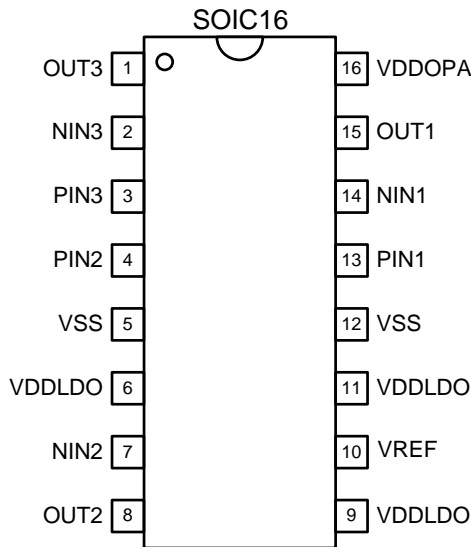 SOIC16
OUT3 1 16 VDDOPA
NIN3 2 15 OUT1
PIN3 3 14 NIN1
PIN2 4 13 PIN1
VSS 5 12 VSS
VDDLDO 6 11 VDDLDO
NIN2 7 10 VREF
OUT2 8 9 VDDLDO